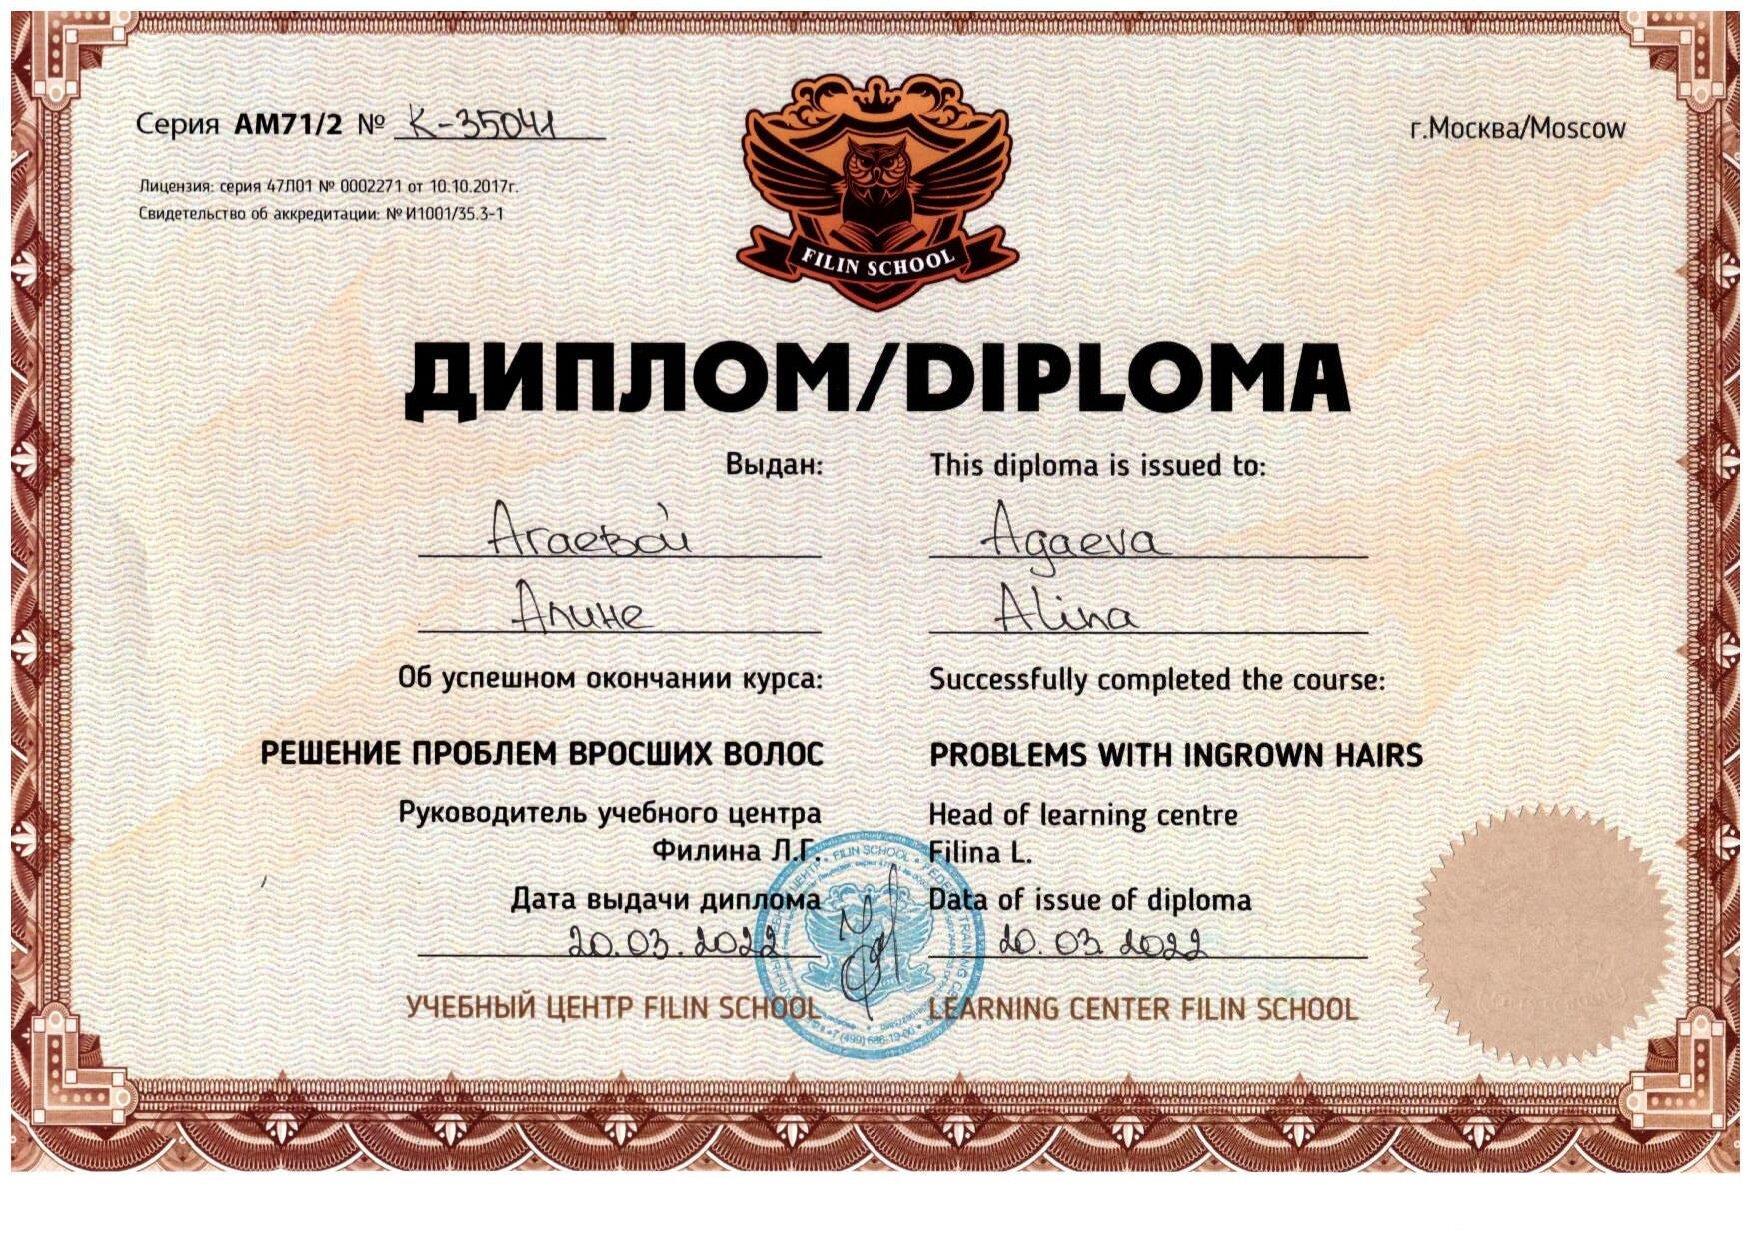 Серия АМ71/2 № К-35041
г.Москва/Moscow
Лицензия: серия 47Л01 № 0002271 от 10.10.2017г.
Свидетельство об аккредитации: № И1001/35.3-1
FILIN SCHOOL
ДИПЛОМ/DIPLOMA
Выдан:
Агаевой
Алине
Об успешном окончании курса:
РЕШЕНИЕ ПРОБЛЕМ ВРОСШИХ ВОЛОС
Руководитель учебного центра
Филина Л.Г.
Дата выдачи диплома
20.03.2022
УЧЕБНЫЙ ЦЕНТР FILIN SCHOOL
This diploma is issued to:
Agaeva
Alina
Successfully completed the course:
PROBLEMS WITH INGROWN HAIRS
Head of learning centre
Filina L.
Data of issue of diploma
20.03.2022
LEARNING CENTER FILIN SCHOOL
FILIN SCHOOL